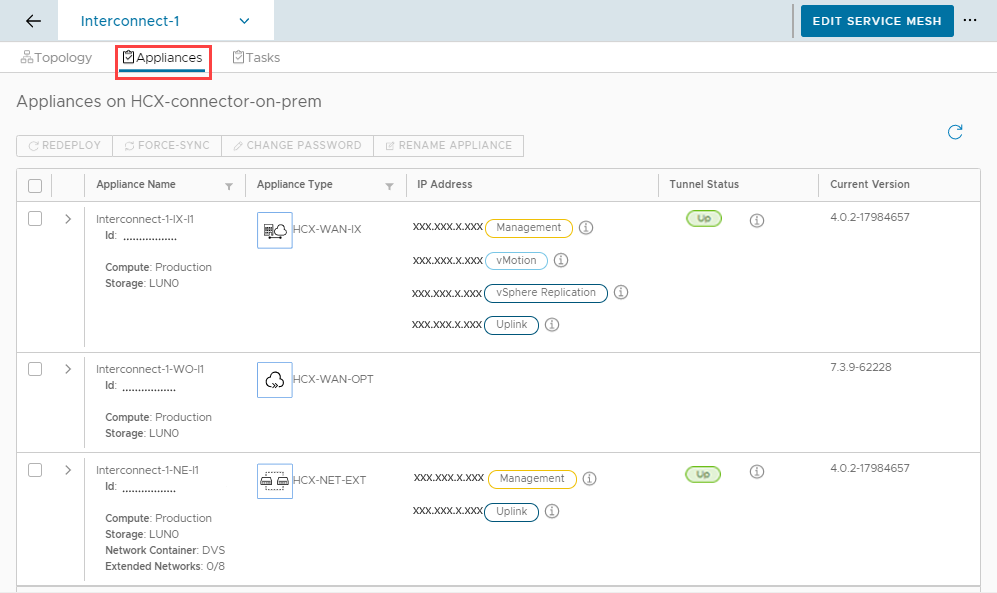 Interconnect-1
EDIT SERVICE MESH
Topology Appliances Tasks
Appliances on HCX-connector-on-prem
REDEPLOY FORCE-SYNC CHANGE PASSWORD RENAME APPLIANCE
Appliance Name Appliance Type IP Address Tunnel Status Current Version
Interconnect-1-IX-I1
Id: .................
Compute: Production
Storage: LUN0
HCX-WAN-IX
xxx.xxx.x.xxx Management
xxx.xxx.x.xxx vMotion
xxx.xxx.x.xxx vSphere Replication
xxx.xxx.x.xxx Uplink
Up
4.0.2-17984657
Interconnect-1-WO-I1
Id: .................
Compute: Production
Storage: LUN0
HCX-WAN-OPT
7.3.9-62228
Interconnect-1-NE-I1
Id: .................
Compute: Production
Storage: LUN0
Network Container: DVS
Extended Networks: 0/8
HCX-NET-EXT
xxx.xxx.x.xxx Management
xxx.xxx.x.xxx Uplink
Up
4.0.2-17984657